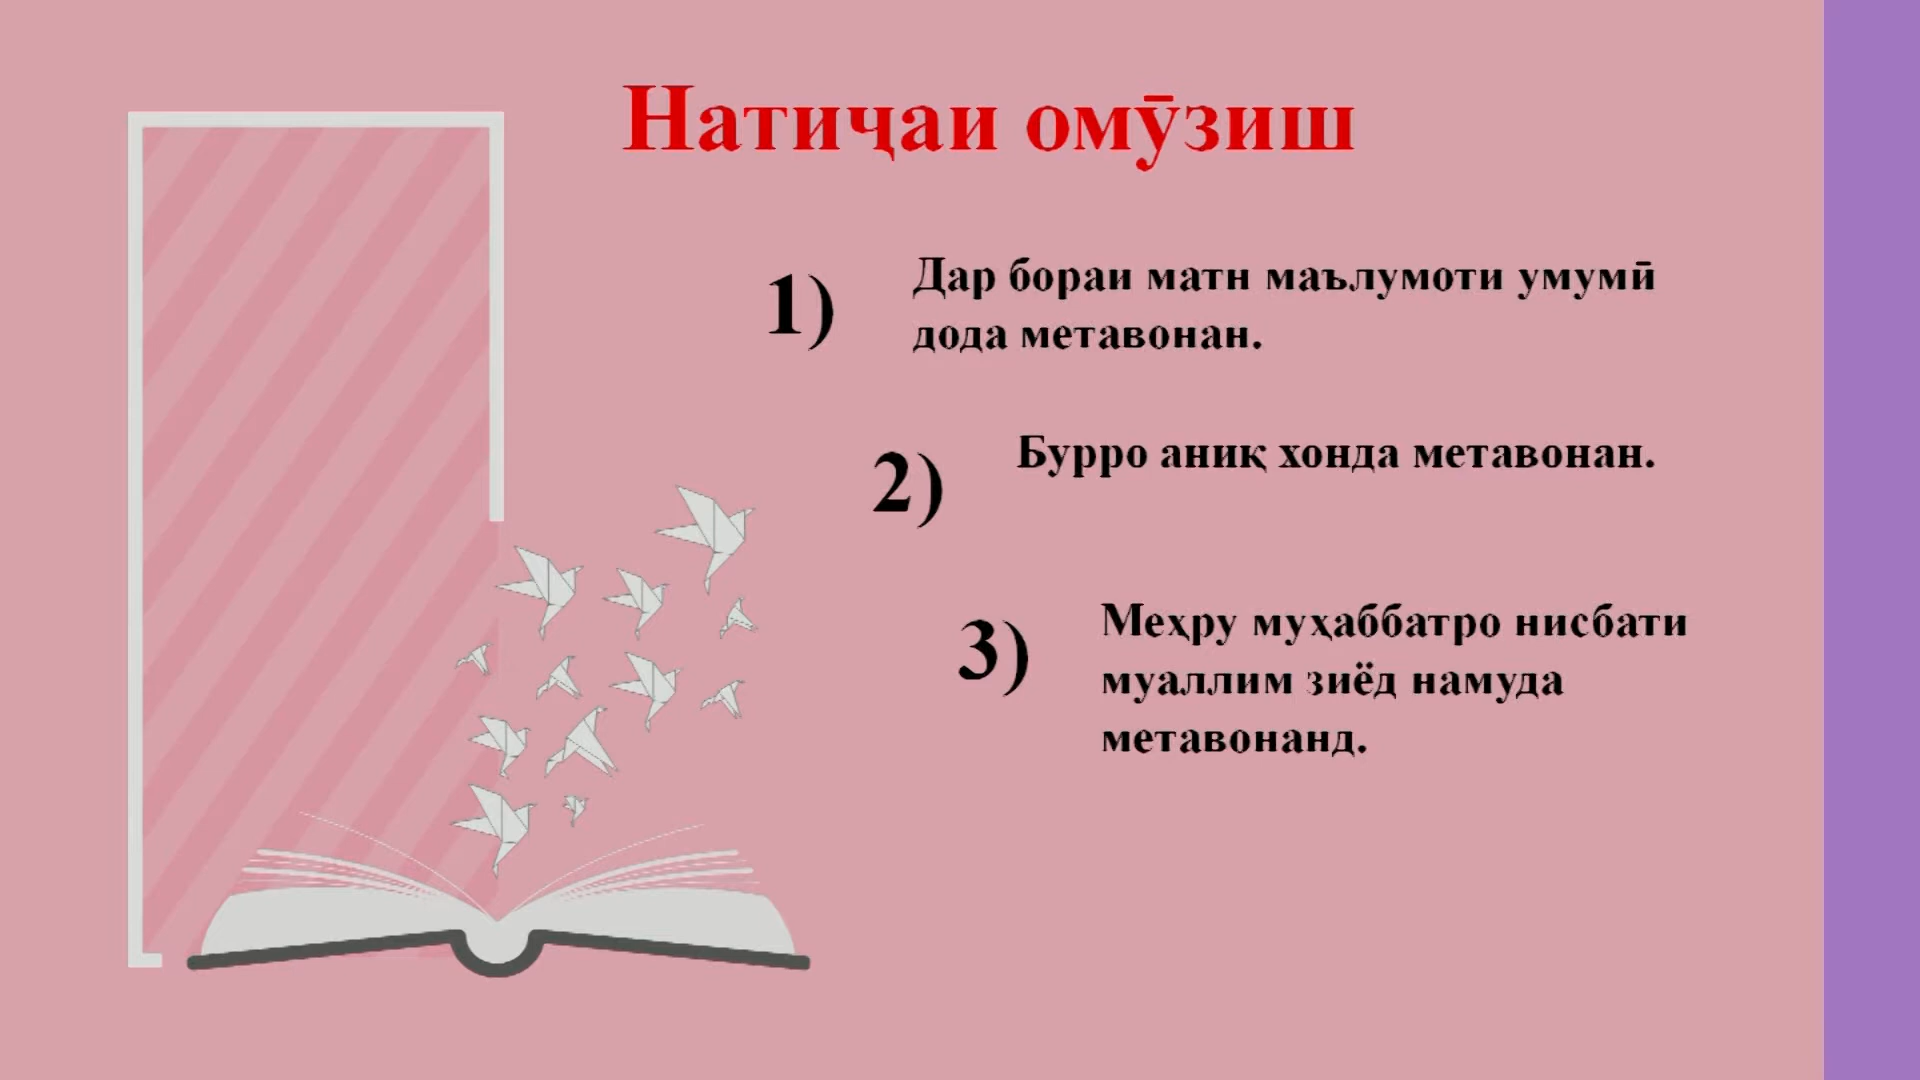 Натиҷаи омӯзиш
1) Дар бораи матн маълумоти умумӣ
дода метавонан.
2) Бурро аниқ хонда метавонан.
3) Меҳру муҳаббатро нисбати
муаллим зиёд намуда
метавонанд.